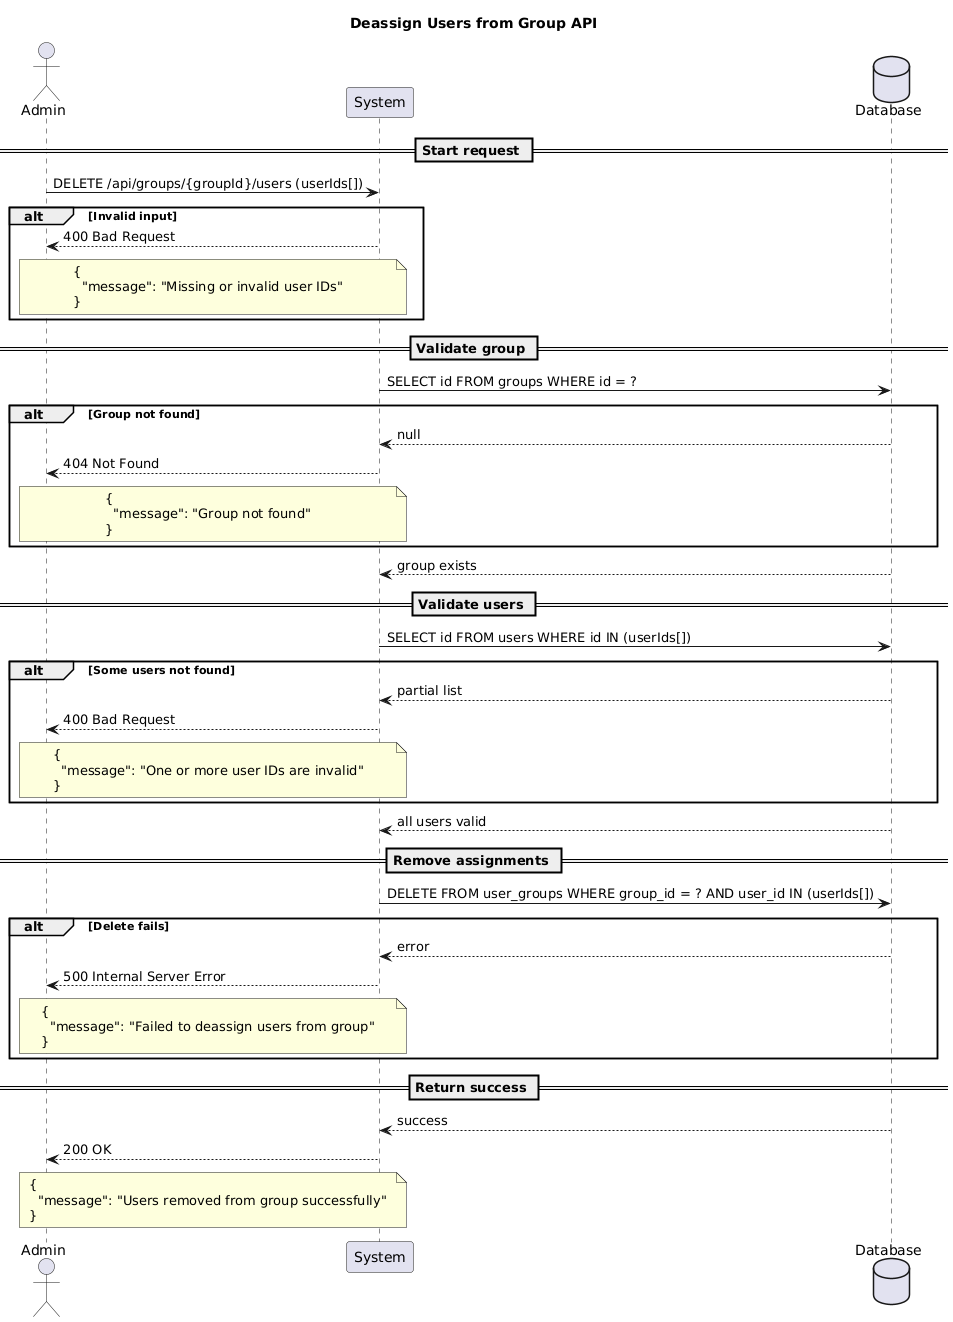 Deassign Users from Group API
Admin
System
Database
Start request
DELETE /api/groups/{groupId}/users (userIds[])
alt [Invalid input]
400 Bad Request
{
"message": "Missing or invalid user IDs"
}
Validate group
SELECT id FROM groups WHERE id = ?
alt [Group not found]
null
404 Not Found
{
"message": "Group not found"
}
group exists
Validate users
SELECT id FROM users WHERE id IN (userIds[])
alt [Some users not found]
partial list
400 Bad Request
{
"message": "One or more user IDs are invalid"
}
all users valid
Remove assignments
DELETE FROM user_groups WHERE group_id = ? AND user_id IN (userIds[])
alt [Delete fails]
error
500 Internal Server Error
{
"message": "Failed to deassign users from group"
}
Return success
success
200 OK
{
"message": "Users removed from group successfully"
}
Admin
System
Database